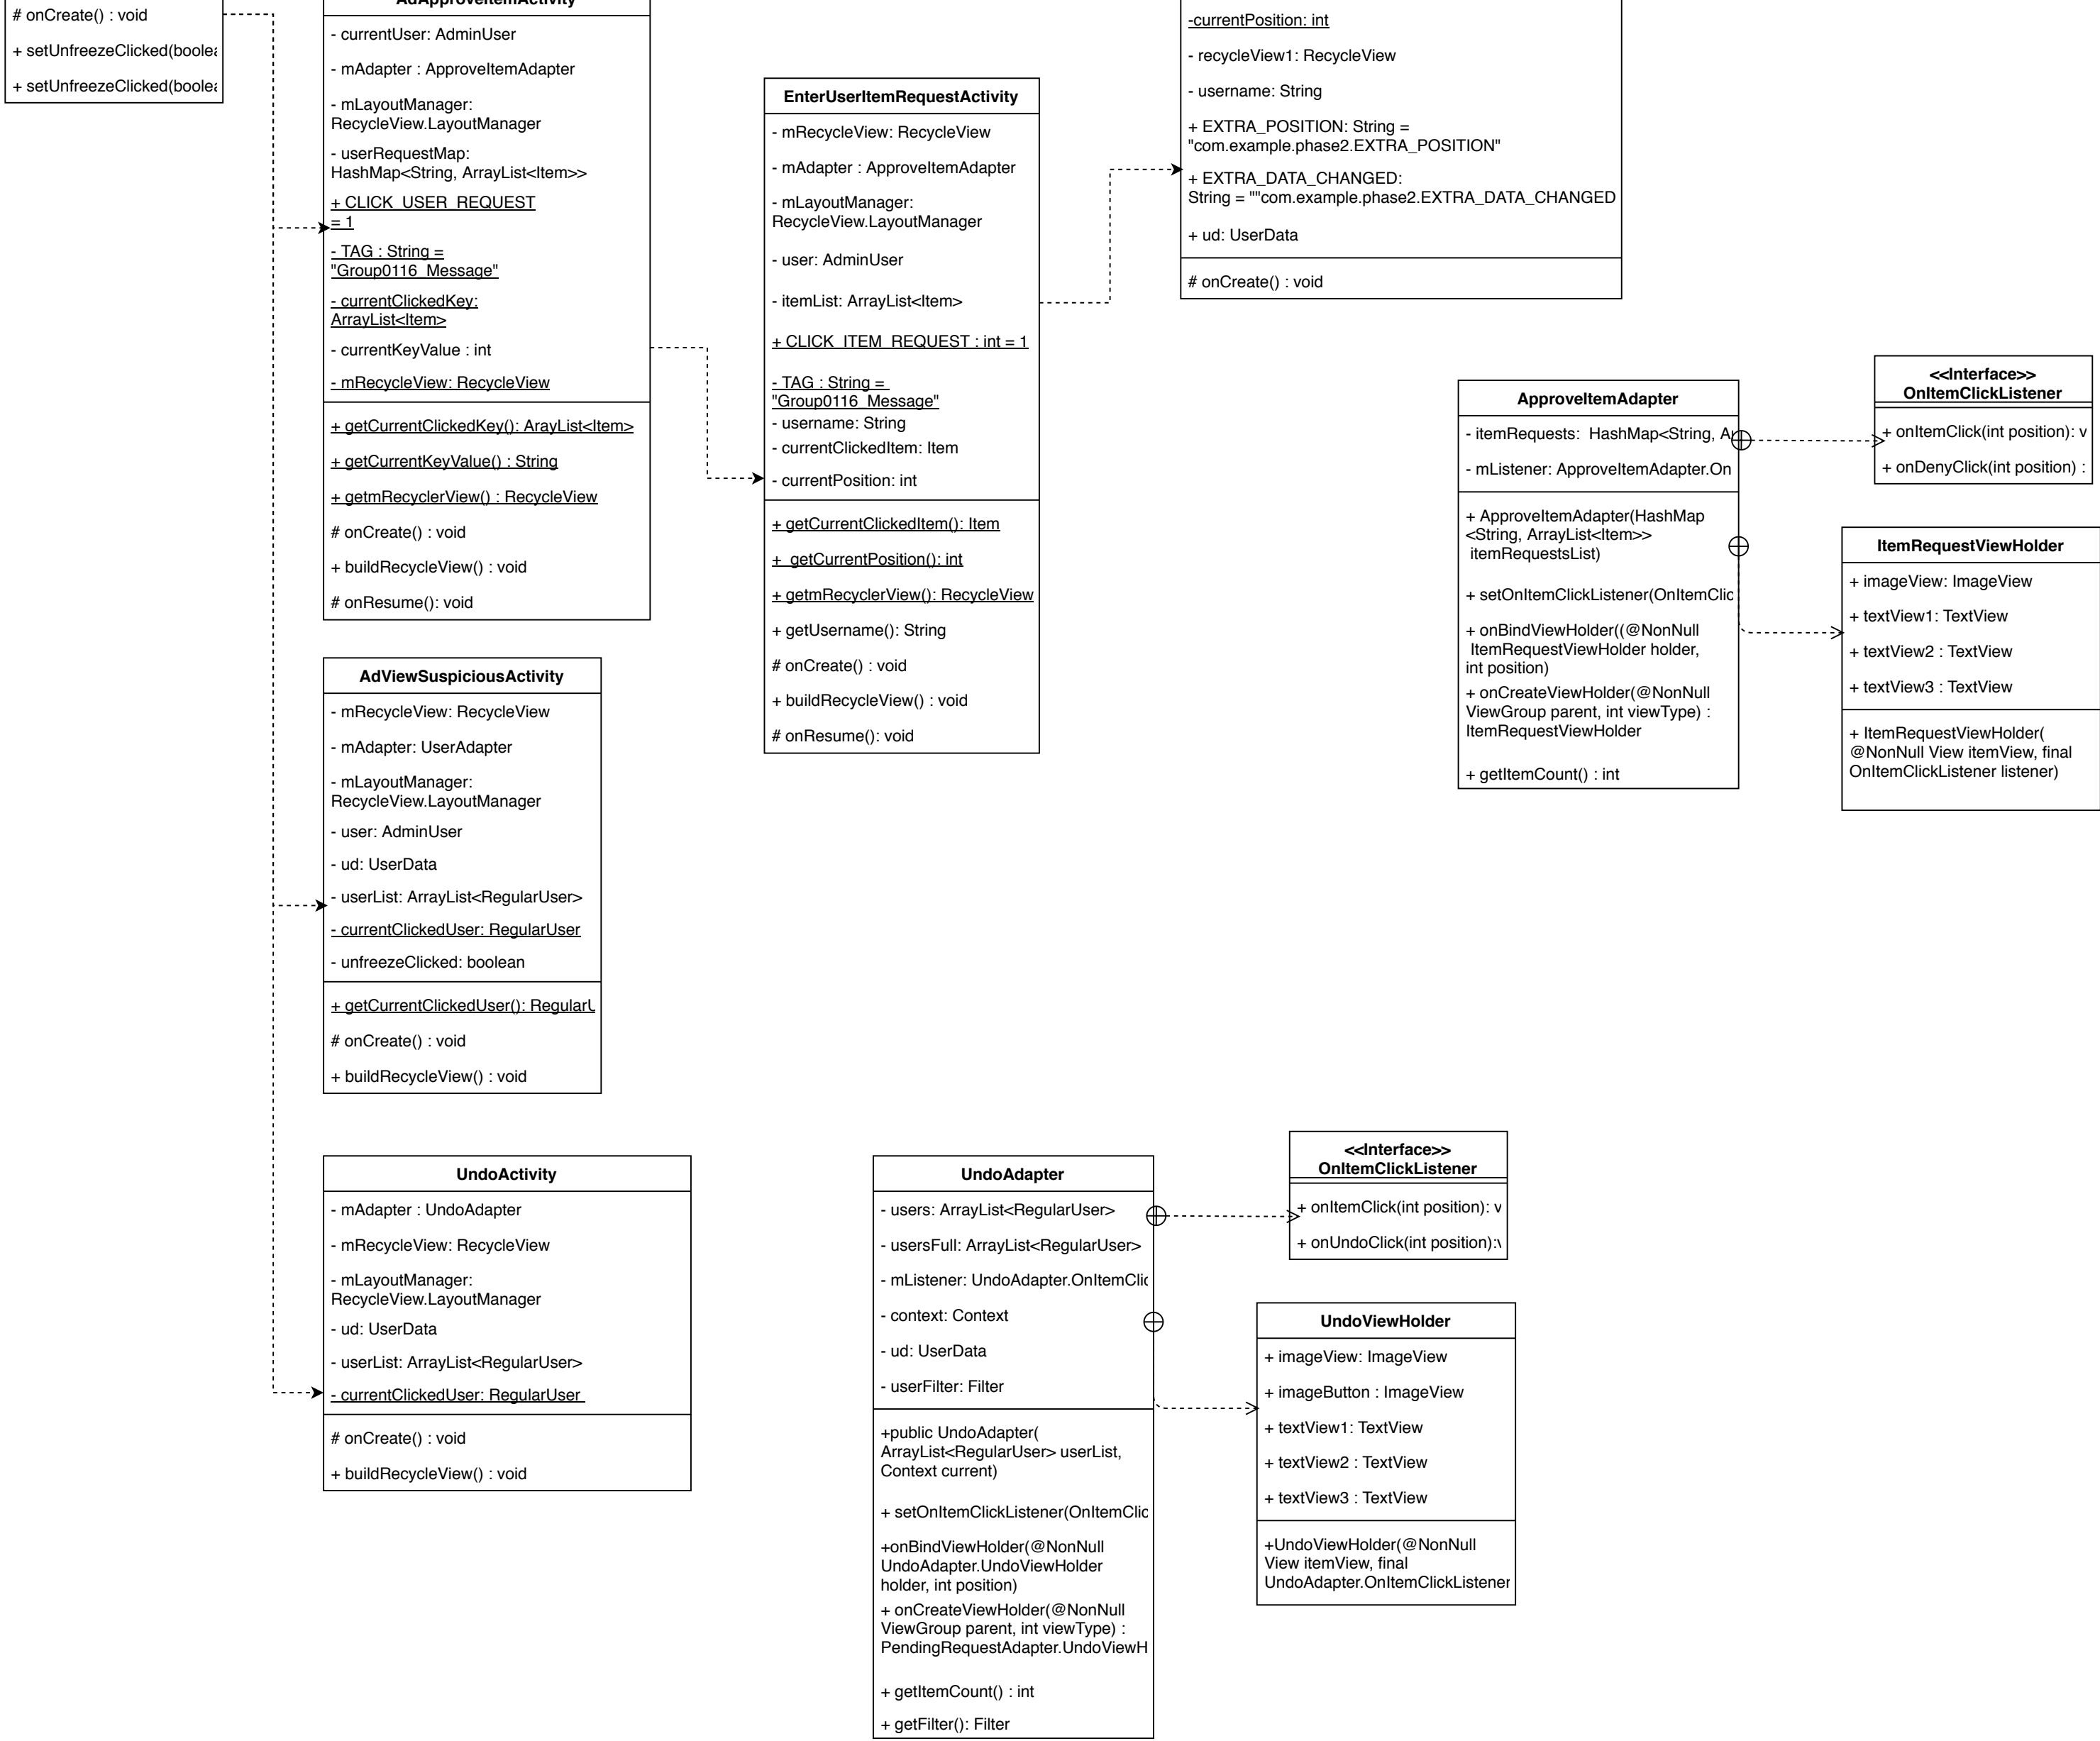 # onCreate() : void
+ setUnfreezeClicked(boolea
+ setUnfreezeClicked(boolea
AdApproveItemActivity
- currentUser: AdminUser
- mAdapter : ApproveItemAdapter
- mLayoutManager:
RecycleView.LayoutManager
- userRequestMap:
HashMap<String, ArrayList<Item>>
+ CLICK_USER_REQUEST
= 1
- TAG : String =
"Group0116_Message"
- currentClickedKey:
ArrayList<Item>
- currentKeyValue : int
- mRecycleView: RecycleView
+ getCurrentClickedKey(): ArayList<Item>
+ getCurrentKeyValue() : String
+ getmRecyclerView() : RecycleView
# onCreate() : void
+ buildRecycleView() : void
# onResume(): void
EnterUserItemRequestActivity
- mRecycleView: RecycleView
- mAdapter : ApproveItemAdapter
- mLayoutManager:
RecycleView.LayoutManager
- user: AdminUser
- itemList: ArrayList<Item>
+ CLICK_ITEM_REQUEST : int = 1
- TAG : String =
"Group0116_Message"
- username: String
- currentClickedItem: Item
- currentPosition: int
+ getCurrentClickedItem(): Item
+ getCurrentPosition(): int
+ getmRecyclerView(): RecycleView
+ getUsername(): String
# onCreate() : void
+ buildRecycleView() : void
# onResume(): void
-currentPosition: int
- recycleView1: RecycleView
- username: String
+ EXTRA_POSITION: String =
"com.example.phase2.EXTRA_POSITION"
+ EXTRA_DATA_CHANGED:
String = ""com.example.phase2.EXTRA_DATA_CHANGED
+ ud: UserData
# onCreate() : void
ApproveItemAdapter
- itemRequests: HashMap<String, A
- mListener: ApproveItemAdapter.On
+ ApproveItemAdapter(HashMap
<String, ArrayList<Item>>
itemRequestsList)
+ setOnItemClickListener(OnItemClic
+ onBindViewHolder((@NonNull
ItemRequestViewHolder holder,
int position)
+ onCreateViewHolder(@NonNull
ViewGroup parent, int viewType) :
ItemRequestViewHolder
+ getItemCount() : int
<<Interface>>
OnItemClickListener
+ onItemClick(int position): v
+ onDenyClick(int position) :
ItemRequestViewHolder
+ imageView: ImageView
+ textView1: TextView
+ textView2 : TextView
+ textView3 : TextView
+ ItemRequestViewHolder(
@NonNull View itemView, final
OnItemClickListener listener)
AdViewSuspiciousActivity
- mRecycleView: RecycleView
- mAdapter: UserAdapter
- mLayoutManager:
RecycleView.LayoutManager
- user: AdminUser
- ud: UserData
- userList: ArrayList<RegularUser>
- currentClickedUser: RegularUser
- unfreezeClicked: boolean
+ getCurrentClickedUser(): RegularU
# onCreate() : void
+ buildRecycleView() : void
UndoActivity
- mAdapter : UndoAdapter
- mRecycleView: RecycleView
- mLayoutManager:
RecycleView.LayoutManager
- ud: UserData
- userList: ArrayList<RegularUser>
- currentClickedUser: RegularUser
# onCreate() : void
+ buildRecycleView() : void
UndoAdapter
- users: ArrayList<RegularUser>
- usersFull: ArrayList<RegularUser>
- mListener: UndoAdapter.OnItemClic
- context: Context
- ud: UserData
- userFilter: Filter
+public UndoAdapter(
ArrayList<RegularUser> userList,
Context current)
+ setOnItemClickListener(OnItemClic
+onBindViewHolder(@NonNull
UndoAdapter.UndoViewHolder
holder, int position)
+ onCreateViewHolder(@NonNull
ViewGroup parent, int viewType) :
PendingRequestAdapter.UndoViewH
+ getItemCount() : int
+ getFilter(): Filter
<<Interface>>
OnItemClickListener
+ onItemClick(int position): v
+ onUndoClick(int position):v
UndoViewHolder
+ imageView: ImageView
+ imageButton : ImageView
+ textView1: TextView
+ textView2 : TextView
+ textView3 : TextView
+UndoViewHolder(@NonNull
View itemView, final
UndoAdapter.OnItemClickListener